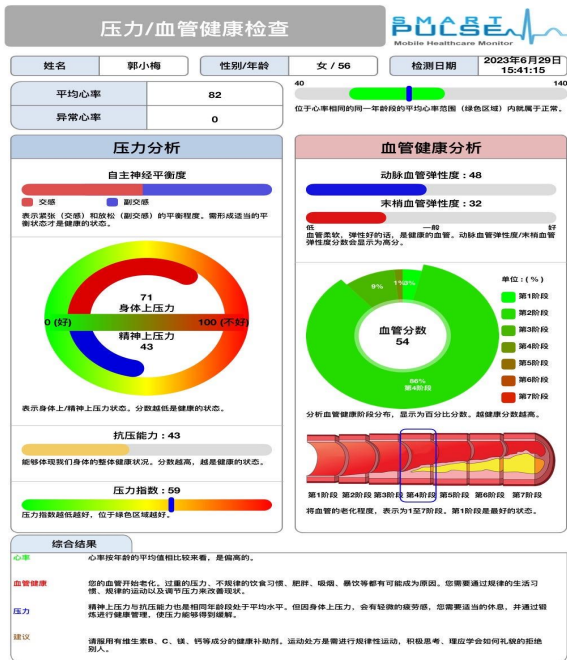 压力/血管健康检查
SMART
PULSE
Mobile Healthcare Monitor
姓名
郭小梅
性别/年龄
女 / 56
检测日期
2023年6月29日
15:41:15
平均心率
82
异常心率
0
40
140
位于心率相同的同一年龄段的平均心率范围（绿色区域）内就属于正常。
压力分析
自主神经平衡度
交感
副交感
表示紧张（交感）和放松（副交感）的平衡程度。需形成适当的平
衡状态才是健康的状态。
71
身体上压力
0 (好)
100 (不好)
精神上压力
43
表示身体上/精神上压力状态。分数越低是健康的状态。
抗压能力 : 43
能够体现我们身体的整体健康状况。分数越高，越是健康的状态。
压力指数 : 59
压力指数越低越好，位于绿色区域越好。
血管健康分析
动脉血管弹性度 : 48
末梢血管弹性度 : 32
低
一般
好
血管柔软，弹性好的话，是健康的血管。动脉血管弹性度/末梢血管
弹性度分数会显示为高分。
9%
1%
3%
血管分数
54
86%
第4阶段
单位 : ( % )
第1阶段
第2阶段
第3阶段
第4阶段
第5阶段
第6阶段
第7阶段
分析血管健康阶段分布，显示为百分比分数。越健康分数越高。
第1阶段 第2阶段 第3阶段 第4阶段 第5阶段 第6阶段 第7阶段
将血管的老化程度，表示为1至7阶段。第1阶段是最好的状态。
综合结果
心率
心率按年龄的平均值相比较来看，是偏高的。
血管健康
您的血管开始老化。过重的压力、不规律的饮食习惯、肥胖、吸烟、暴饮等都有可能成为原因。您需要通过规律的生活习
惯、规律的运动以及调节压力来改善现状。
压力
精神上压力与抗压能力也是相同年龄段处于平均水平。但因身体上压力，会有轻微的疲劳感，您需要适当的休息，并通过锻
炼进行健康管理，使压力能够得到缓解。
建议
请服用有维生素B、C、镁、钙等成分的健康补助剂。运动处方是需进行规律性运动，积极思考、理应学会如何礼貌的拒绝
别人。